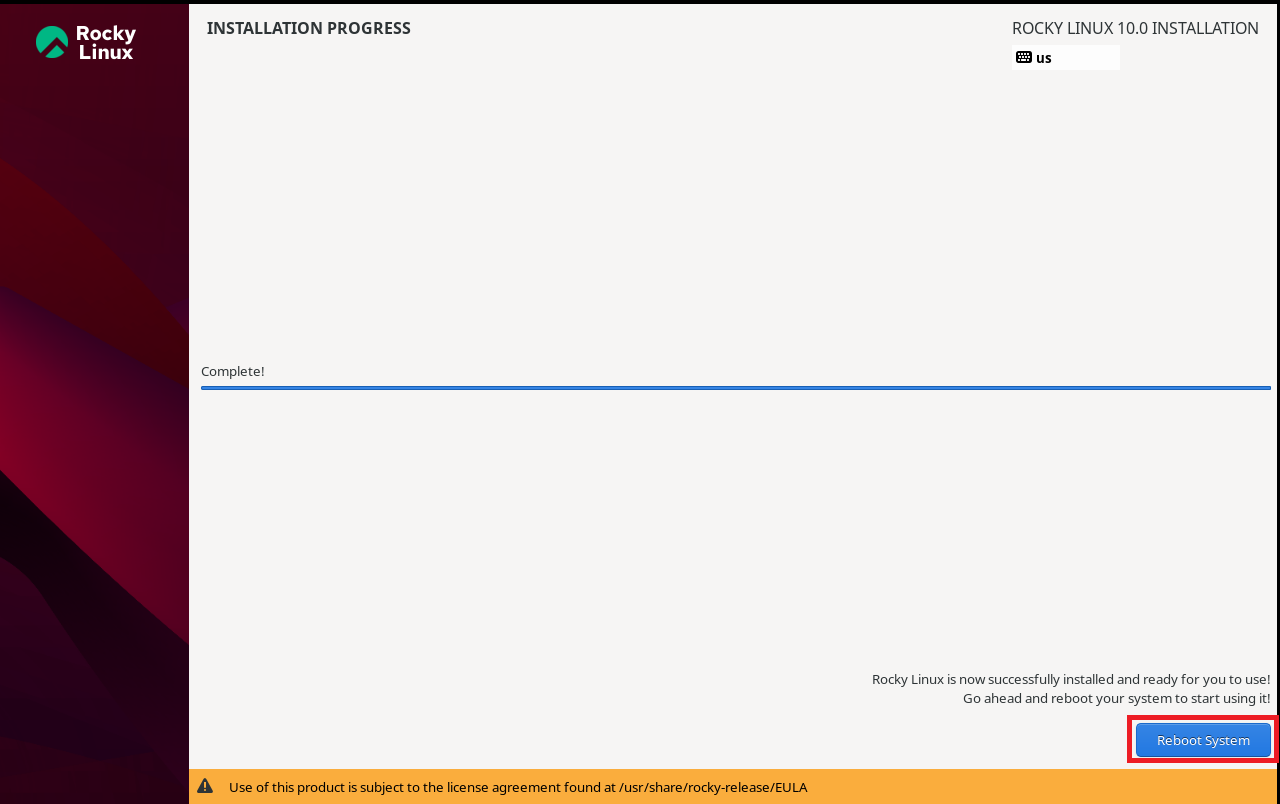 Rocky
Linux
INSTALLATION PROGRESS
ROCKY LINUX 10.0 INSTALLATION
us
Complete!
Rocky Linux is now successfully installed and ready for you to use!
Go ahead and reboot your system to start using it!
Reboot System
Use of this product is subject to the license agreement found at /usr/share/rocky-release/EULA